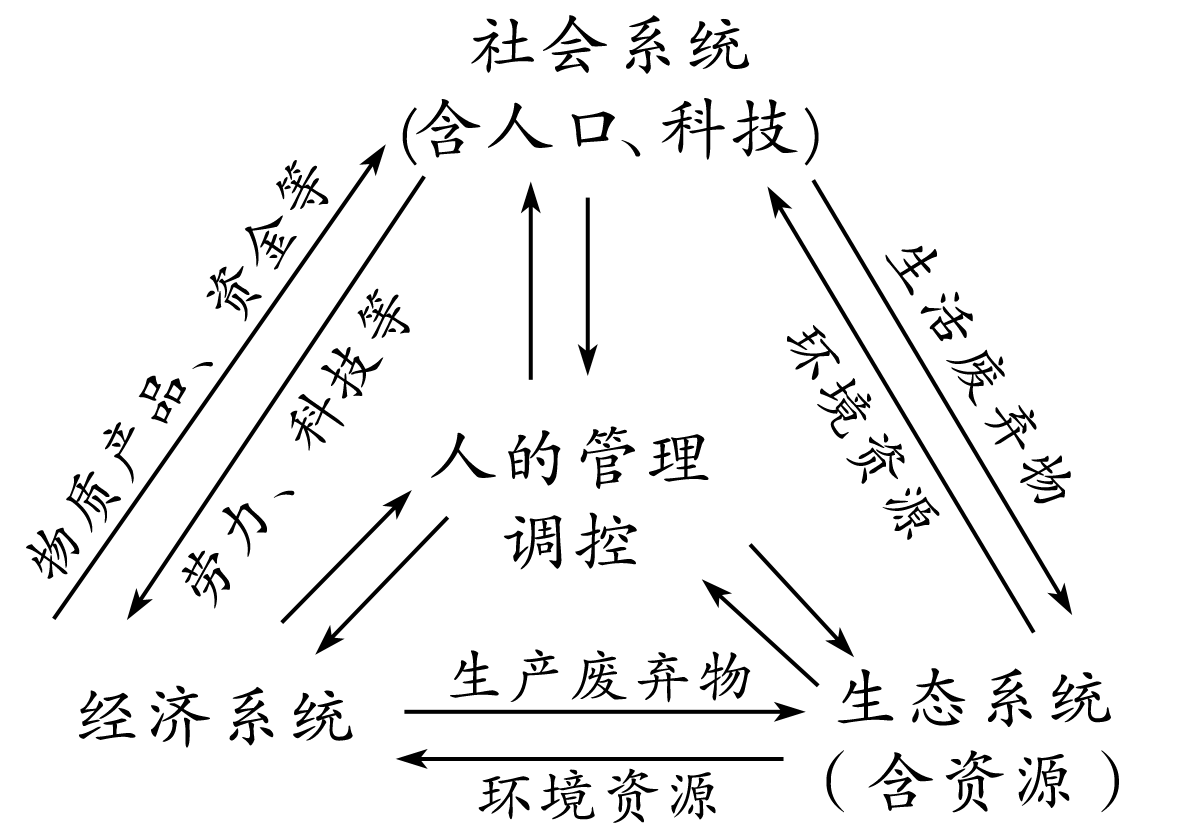 社会系统
(含人口、科技)
物质产品、资金等
劳力、科技等
生活废弃物
环境资源
人的管理
调控
生产废弃物
经济系统
环境资源
生态系统
(含资源)